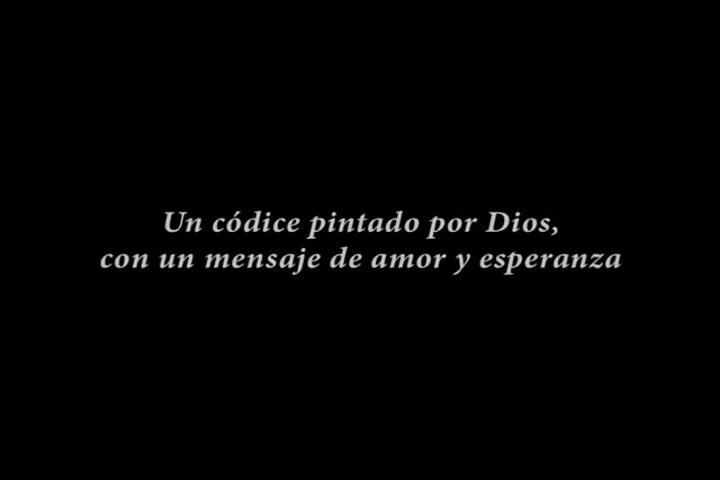 Un códice pintado por Dios,
con un mensaje de amor y esperanza